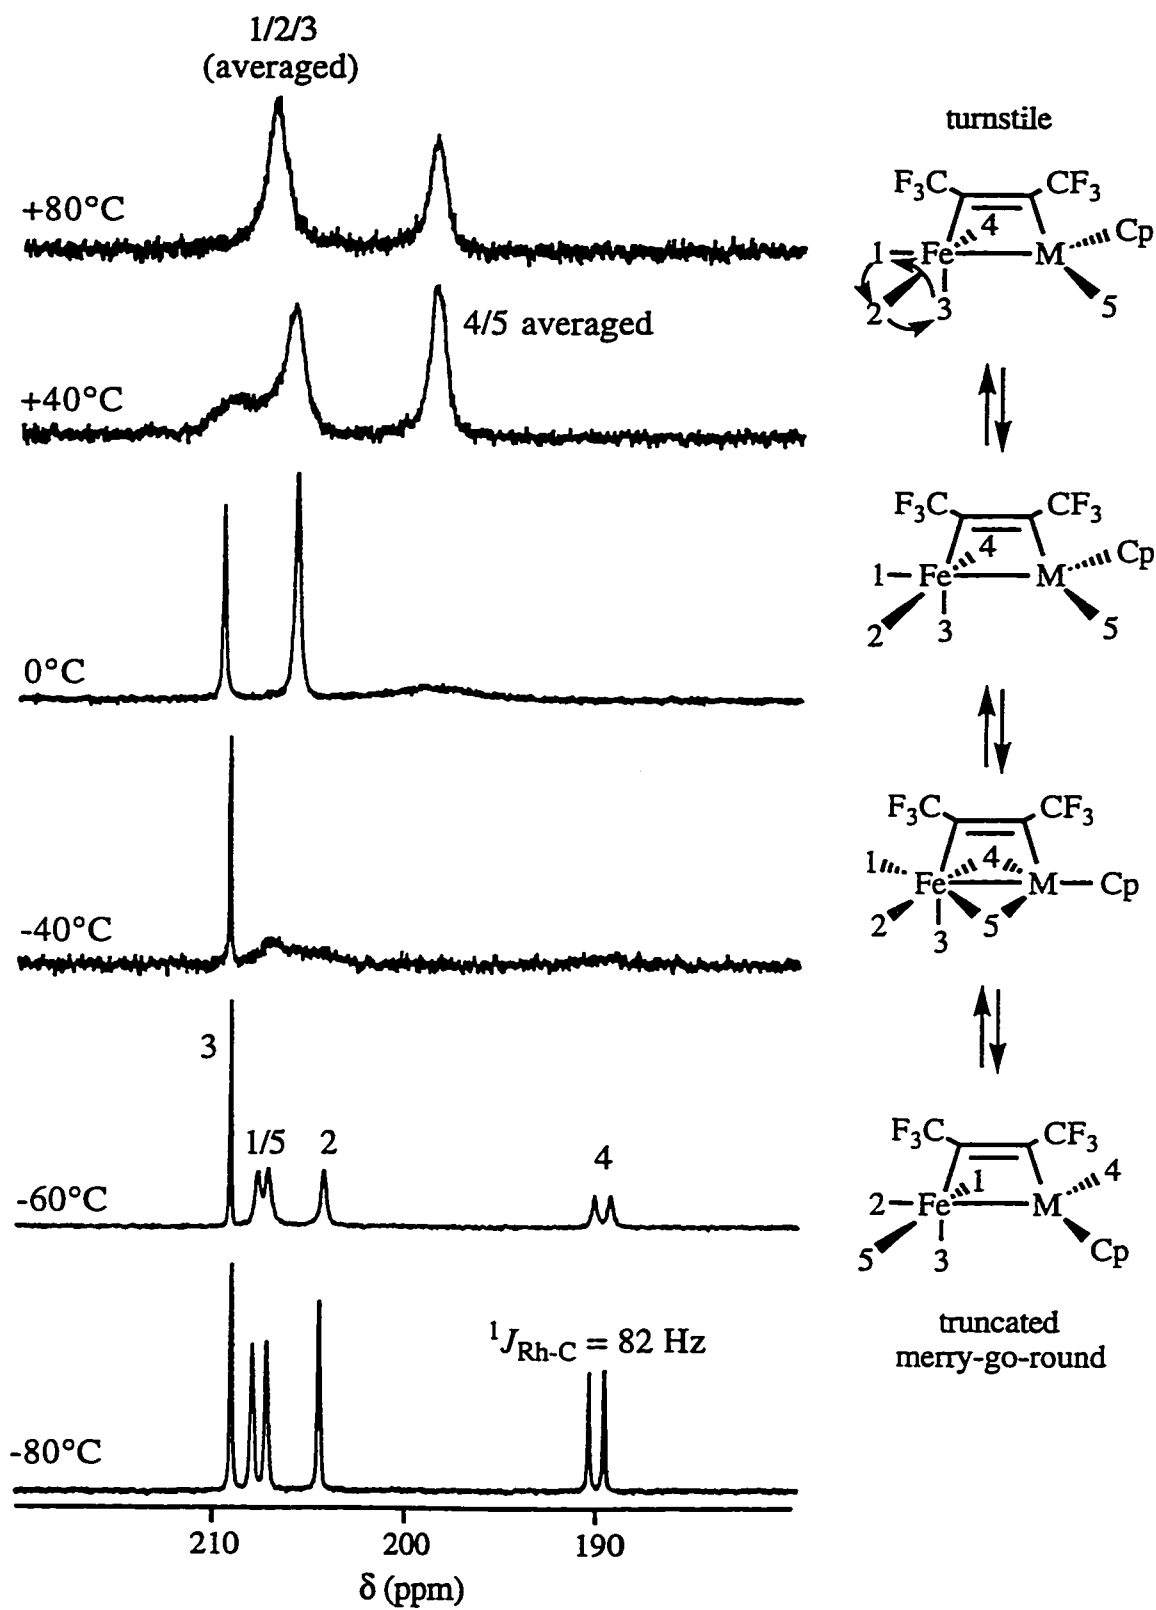 1/2/3
(averaged)
+80°C
4/5 averaged
+40°C
0°C
-40°C
3
1/5
2
4
-60°C
¹J_Rh-C = 82 Hz
-80°C
210
200
190
δ (ppm)
turnstile
F₃C
CF₃
4
Cp
1
Fe
M
2
3
5
F₃C
CF₃
4
Cp
1
Fe
M
2
3
5
F₃C
CF₃
1
4
Fe
M
Cp
2
3
5
F₃C
CF₃
1
4
2
Fe
M
5
3
Cp
truncated
merry-go-round